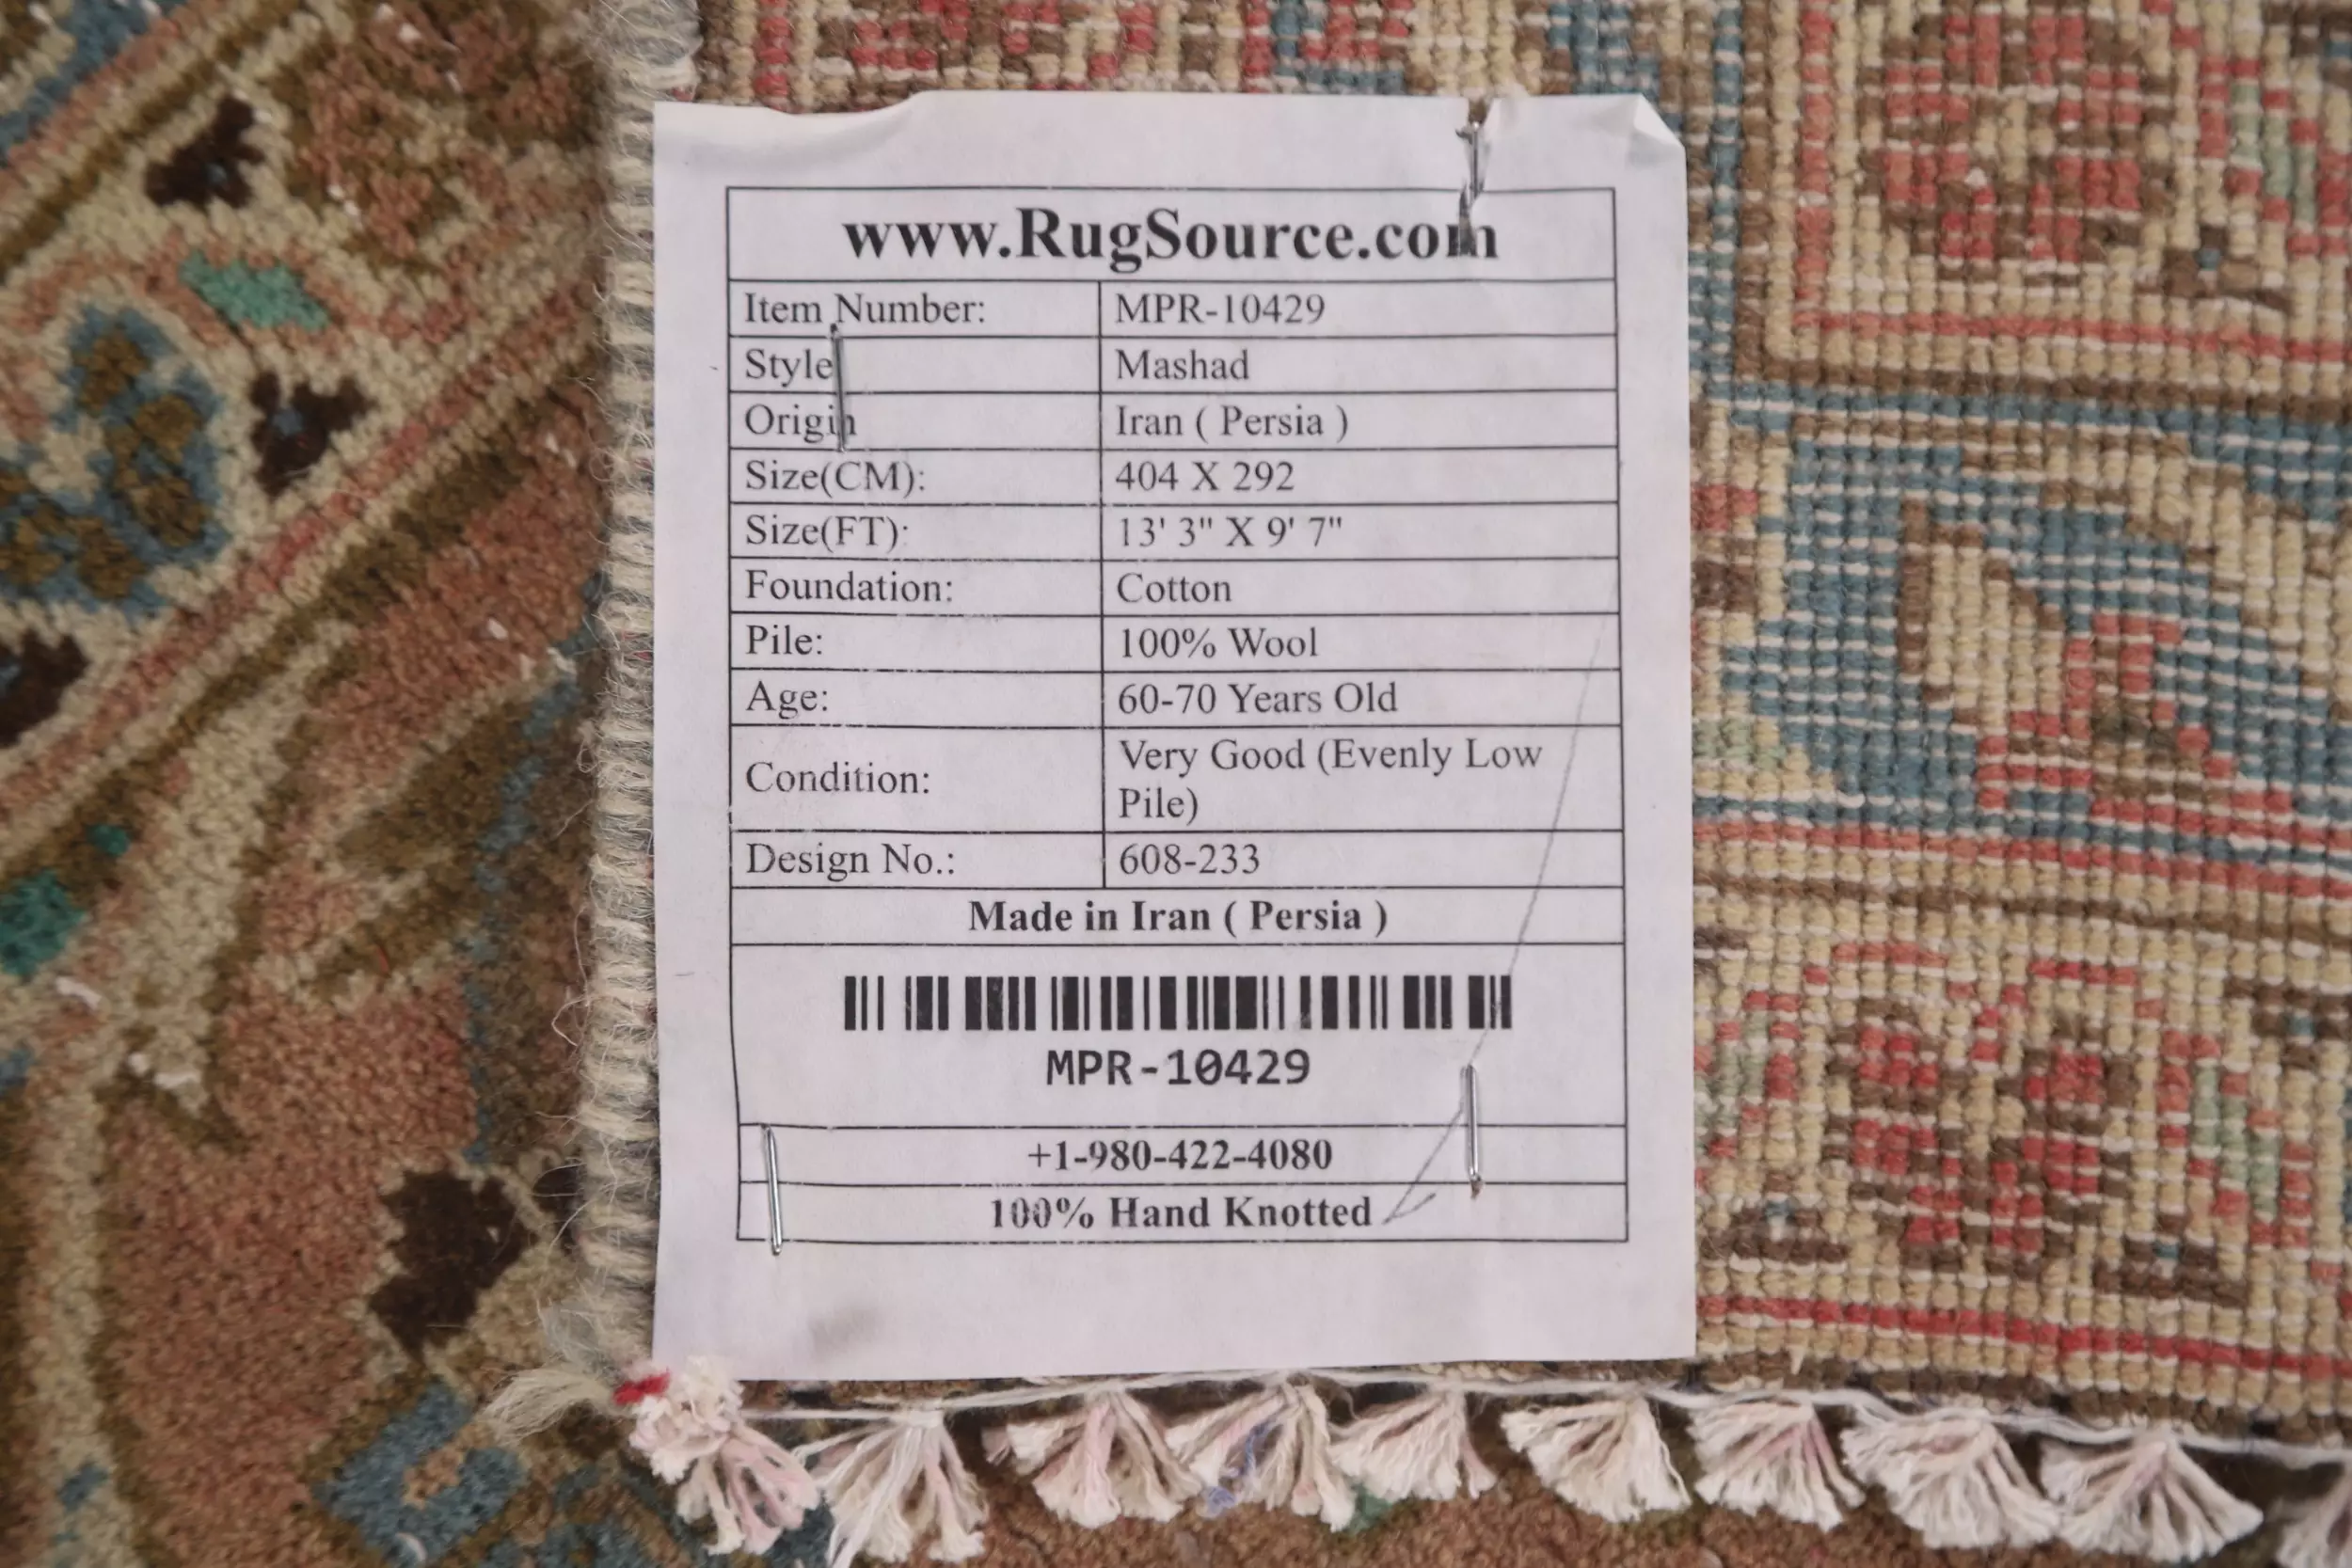 www.RugSource.com
Item Number: MPR-10429
Style Mashad
Origin Iran ( Persia )
Size(CM): 404 X 292
Size(FT): 13' 3" X 9' 7"
Foundation: Cotton
Pile: 100% Wool
Age: 60-70 Years Old
Condition: Very Good (Evenly Low
Pile)
Design No.: 608-233
Made in Iran ( Persia )
MPR-10429
+1-980-422-4080
100% Hand Knotted